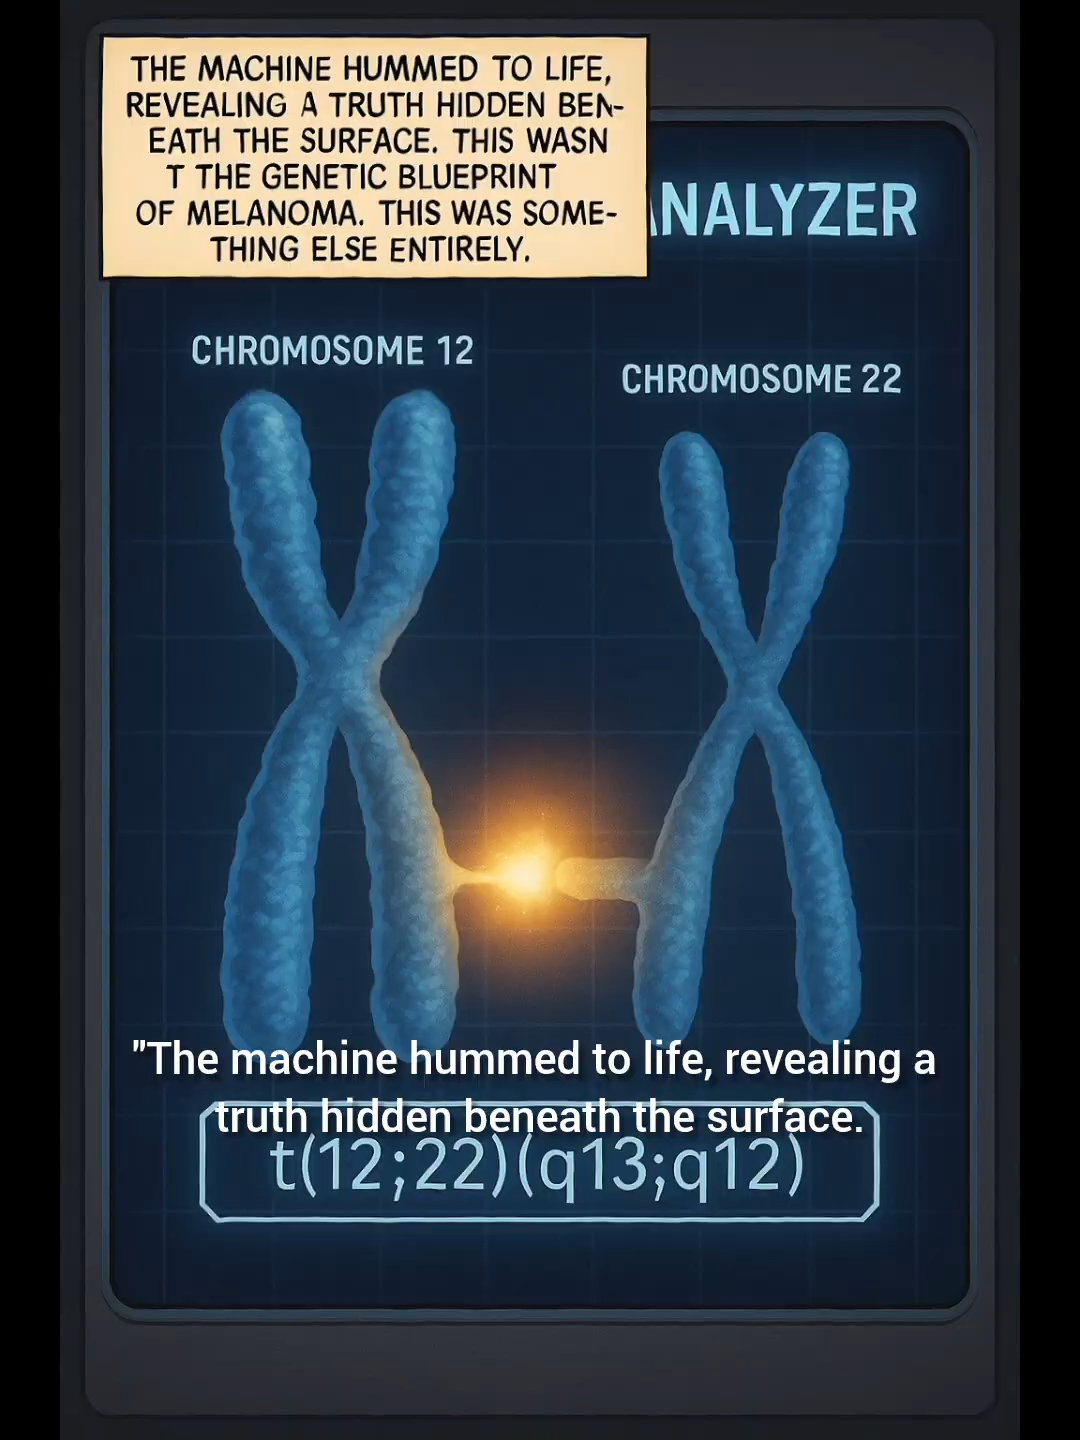 THE MACHINE HUMMED TO LIFE,
REVEALING A TRUTH HIDDEN BEN-
EATH THE SURFACE. THIS WASN
T THE GENETIC BLUEPRINT
OF MELANOMA. THIS WAS SOME-
THING ELSE ENTIRELY.
NALYZER
CHROMOSOME 12
CHROMOSOME 22
"The machine hummed to life, revealing a
truth hidden beneath the surface.
t(12;22)(q13;q12)